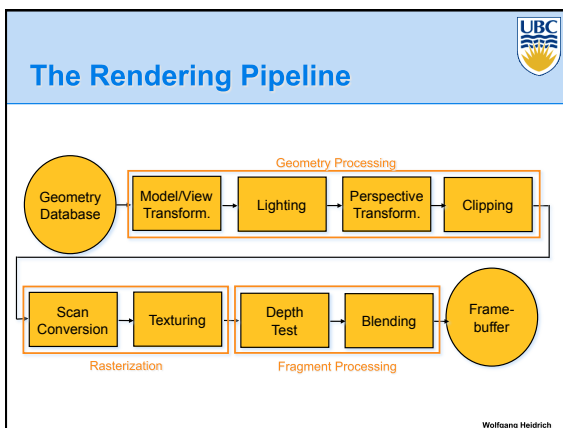 UBC
The Rendering Pipeline
Geometry Processing
Geometry
Database
Model/View
Transform.
Lighting
Perspective
Transform.
Clipping
Scan
Conversion
Texturing
Depth
Test
Blending
Frame-
buffer
Rasterization
Fragment Processing
Wolfgang Heidrich